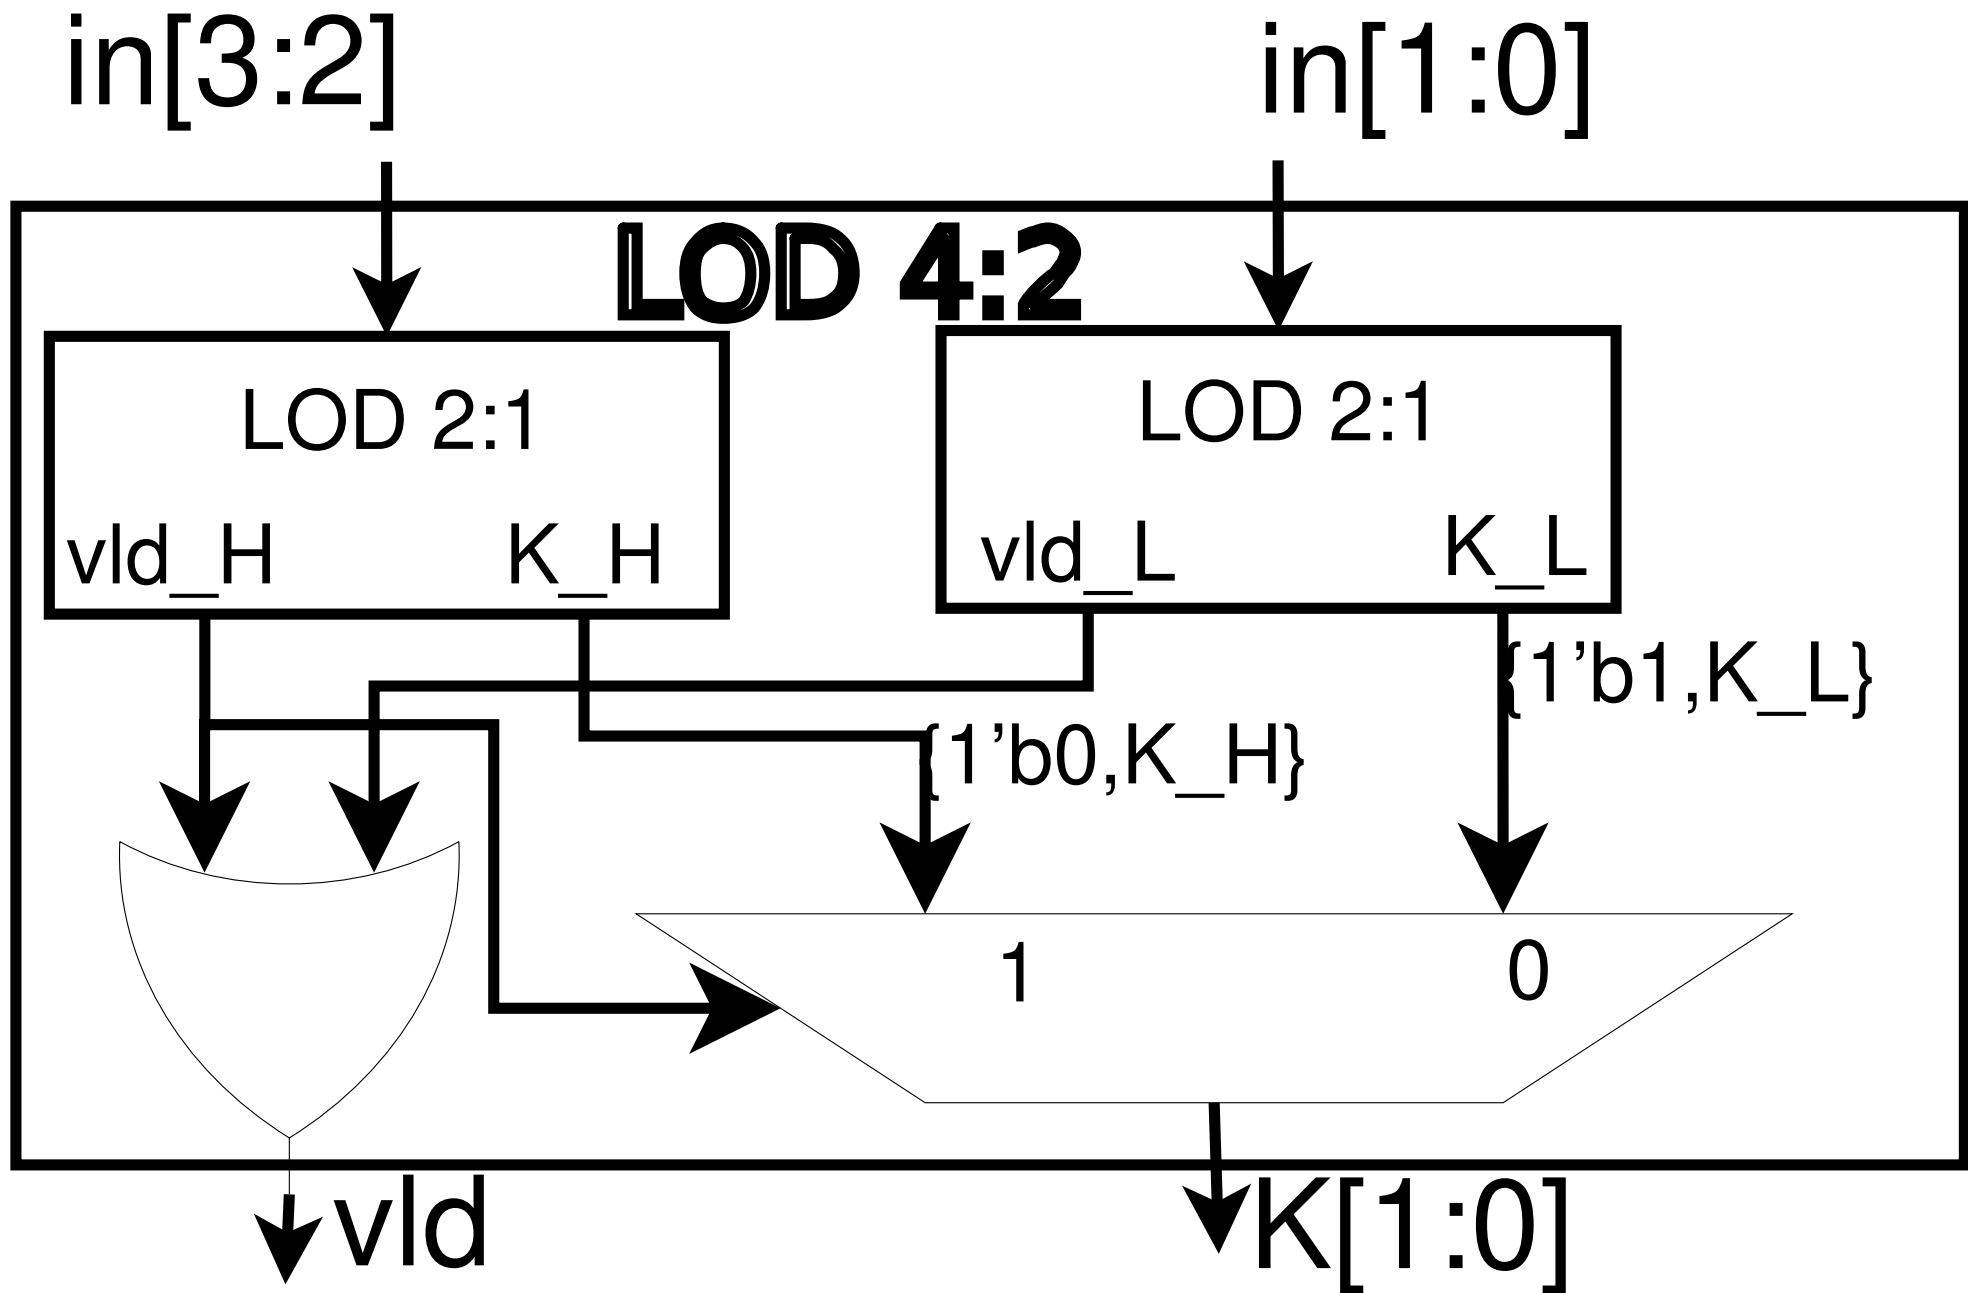 in[3:2]
in[1:0]
LOD 4:2
LOD 2:1
LOD 2:1
vld_H
K_H
vld_L
K_L
{1’b1,K_L}
{1’b0,K_H}
1
0
vld
K[1:0]